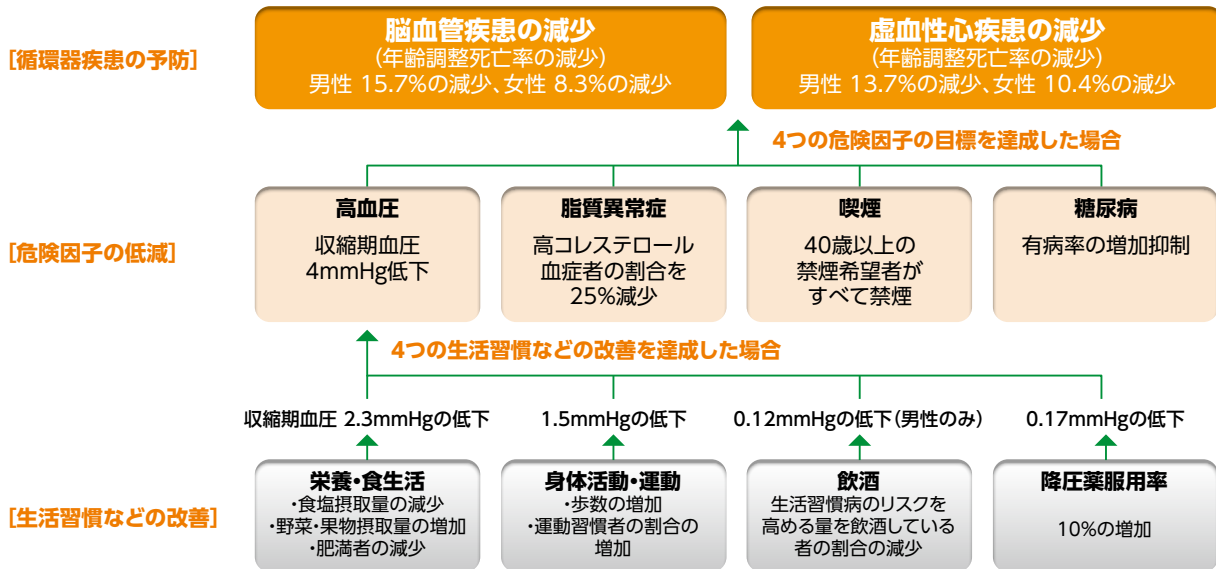 [循環器疾患の予防]
脳血管疾患の減少
(年齢調整死亡率の減少)
男性 15.7%の減少、女性 8.3%の減少
虚血性心疾患の減少
(年齢調整死亡率の減少)
男性 13.7%の減少、女性 10.4%の減少
4つの危険因子の目標を達成した場合
[危険因子の低減]
高血圧
収縮期血圧
4mmHg低下
脂質異常症
高コレステロール
血症者の割合を
25%減少
喫煙
40歳以上の
禁煙希望者が
すべて禁煙
糖尿病
有病率の増加抑制
4つの生活習慣などの改善を達成した場合
収縮期血圧 2.3mmHgの低下
1.5mmHgの低下
0.12mmHgの低下(男性のみ)
0.17mmHgの低下
[生活習慣などの改善]
栄養・食生活
・食塩摂取量の減少
・野菜・果物摂取量の増加
・肥満者の減少
身体活動・運動
・歩数の増加
・運動習慣者の割合の
増加
飲酒
生活習慣病のリスクを
高める量を飲酒している
者の割合の減少
降圧薬服用率
10%の増加